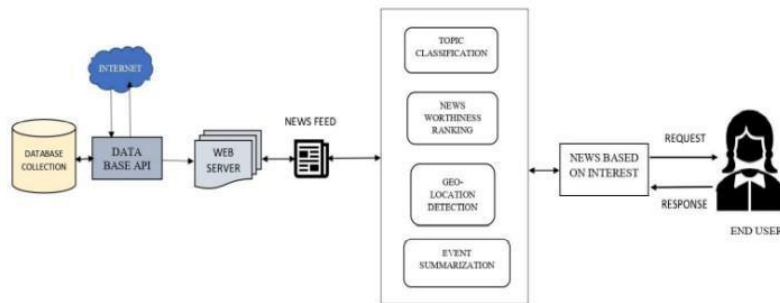 INTERNET
DATABASE
COLLECTION
DATA
BASE API
WEB
SERVER
NEWS FEED
TOPIC
CLASSIFICATION
NEWS
WORTHINESS
RANKING
GEO-
LOCATION
DETECTION
EVENT
SUMMARIZATION
NEWS BASED
ON INTEREST
REQUEST
RESPONSE
END USER